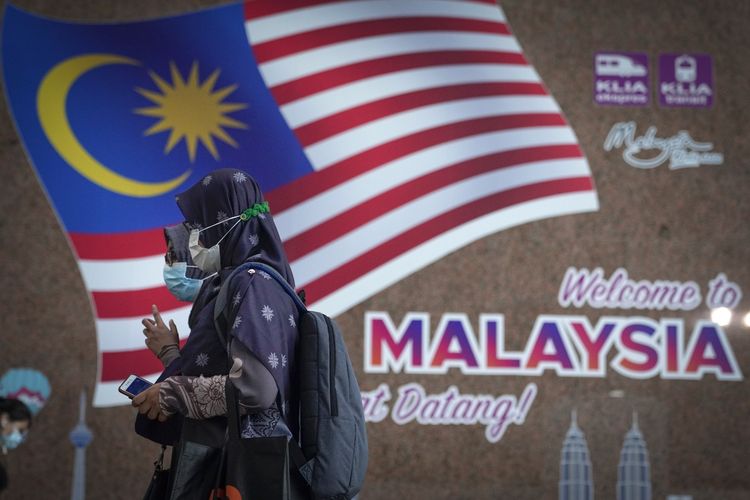 KLIA
ekspres
KLIA
transit
Malaysia
Welcome to
MALAYSIA
at Datang!